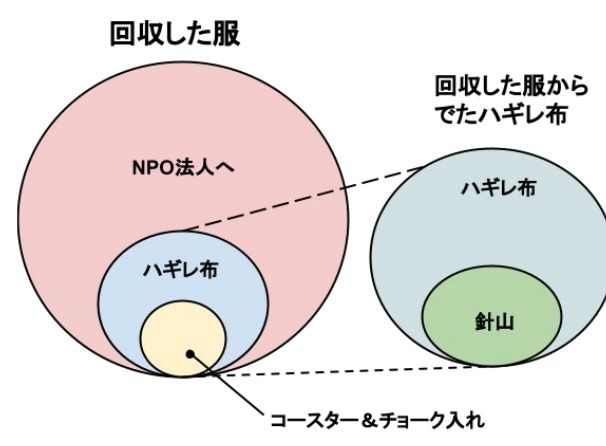 回収した服
NPO法人へ
ハギレ布
コースター＆チョーク入れ
回収した服から
でたハギレ布
ハギレ布
針山